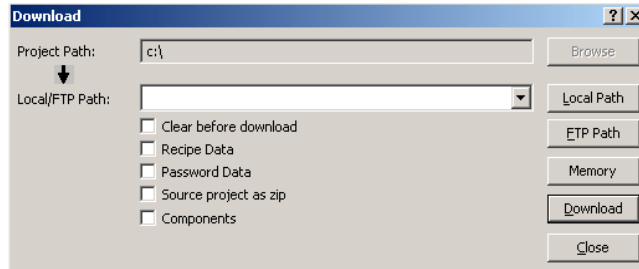 Download
Project Path: c:\ Browse
Local/FTP Path: Local Path
Clear before download
FTP Path
Recipe Data
Password Data Memory
Source project as zip
Download
Components
Close